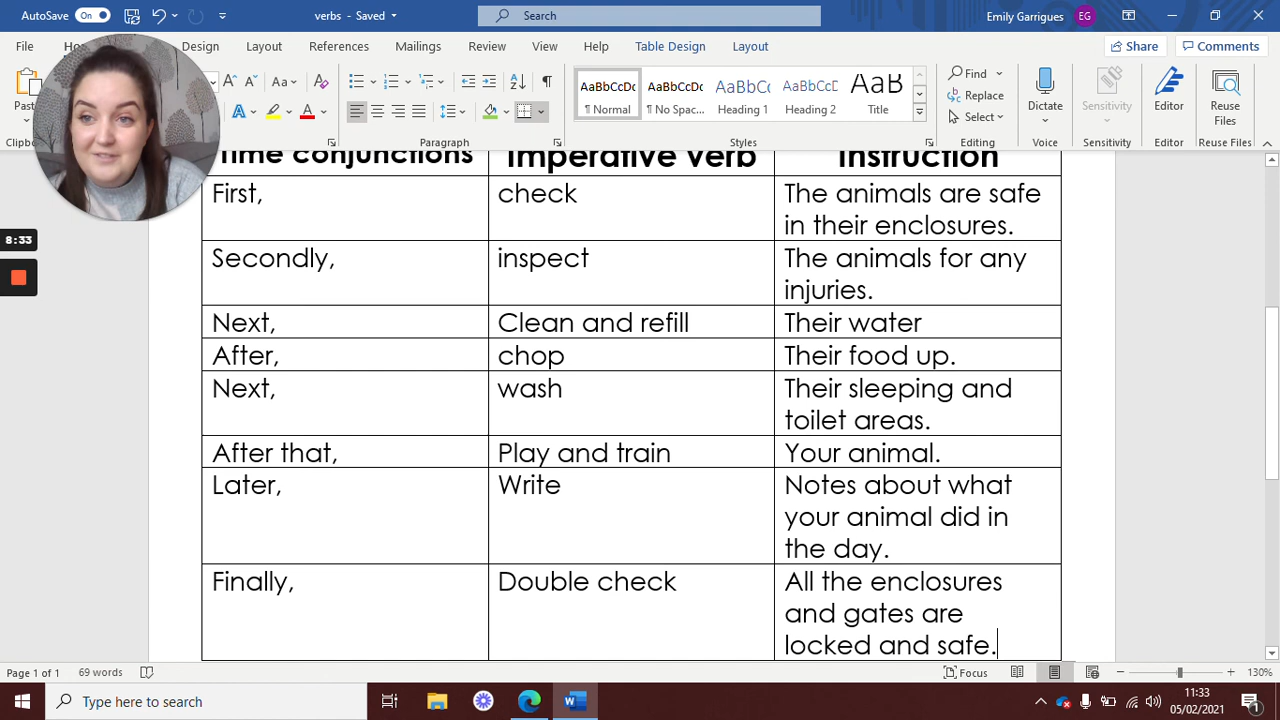 AutoSave On
verbs - Saved
Search
Emily Garrigues EG
File Ho Design Layout References Mailings Review View Help Table Design Layout Share Comments
Past
Clipb
Aa
AaBbCcDc AaBbCcDc AaBbCc AaBbCcC AaB
¶ Normal ¶ No Spac... Heading 1 Heading 2 Title
Find
Replace
Select
Dictate
Sensitivity
Editor
Reuse
Files
Paragraph Styles Editing Voice Sensitivity Editor Reuse Files
Time conjunctions Imperative verb Instruction
First, check The animals are safe
in their enclosures.
Secondly, inspect The animals for any
injuries.
Next, Clean and refill Their water
After, chop Their food up.
Next, wash Their sleeping and
toilet areas.
After that, Play and train Your animal.
Later, Write Notes about what
your animal did in
the day.
Finally, Double check All the enclosures
and gates are
locked and safe.
8:33
Page 1 of 1 69 words Focus 130%
Type here to search
11:33
05/02/2021
1